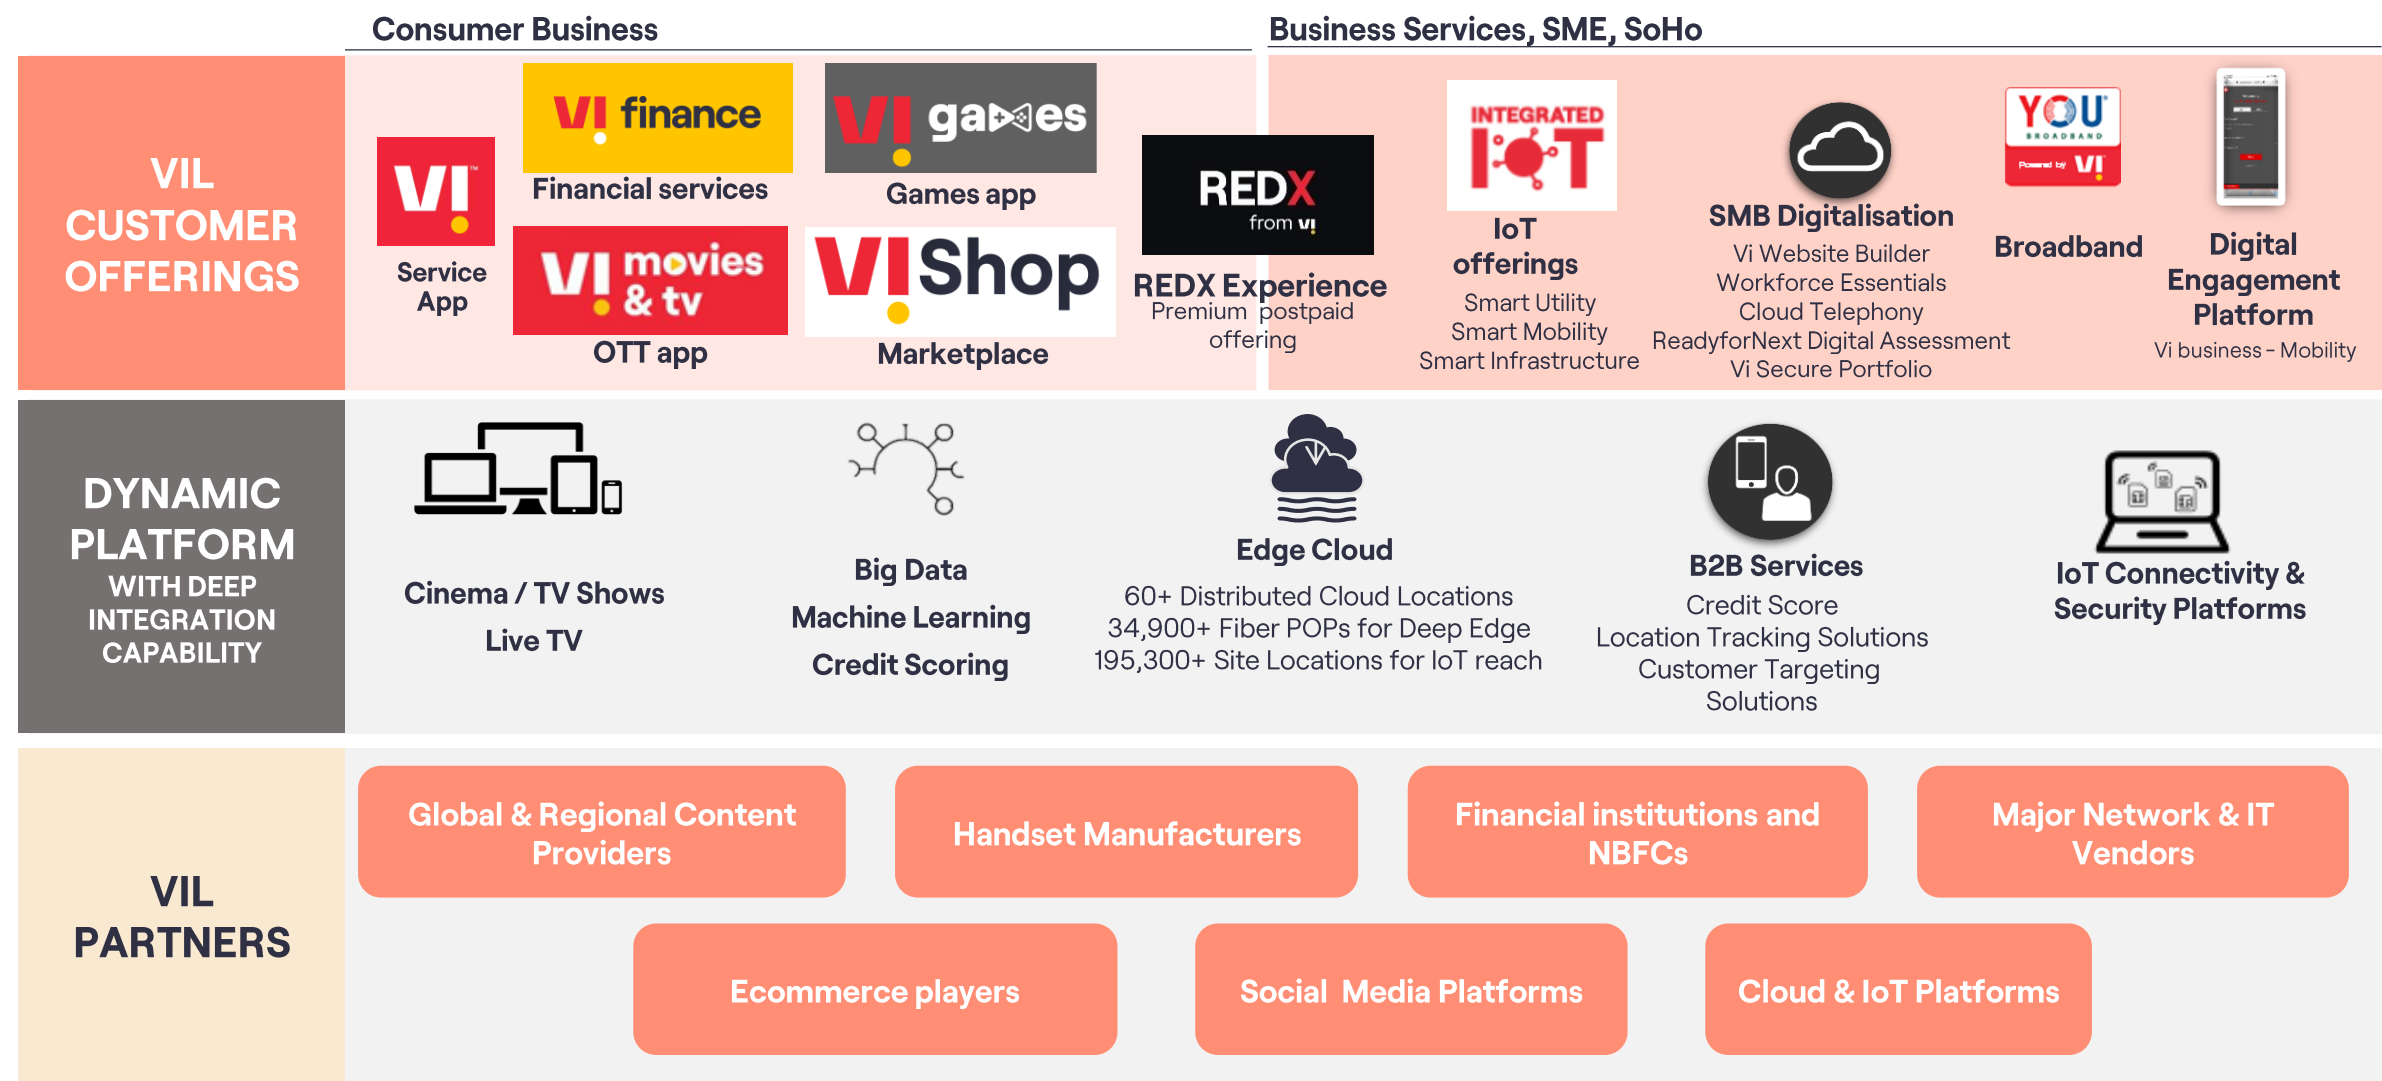 Consumer Business
Business Services, SME, SoHo
VIL
CUSTOMER
OFFERINGS
VI™
Service
App
VI finance
Financial services
VI movies
& tv
OTT app
VI games
Games app
VI Shop
Marketplace
REDX
from VI
REDX Experience
Premium postpaid
offering
INTEGRATED
IoT
IoT
offerings
Smart Utility
Smart Mobility
Smart Infrastructure
SMB Digitalisation
Vi Website Builder
Workforce Essentials
Cloud Telephony
ReadyforNext Digital Assessment
Vi Secure Portfolio
YOU
BROADBAND
Powered by VI
Broadband
Digital
Engagement
Platform
Vi business - Mobility
DYNAMIC
PLATFORM
WITH DEEP
INTEGRATION
CAPABILITY
Cinema / TV Shows
Live TV
Big Data
Machine Learning
Credit Scoring
Edge Cloud
60+ Distributed Cloud Locations
34,900+ Fiber POPs for Deep Edge
195,300+ Site Locations for IoT reach
B2B Services
Credit Score
Location Tracking Solutions
Customer Targeting
Solutions
IoT Connectivity &
Security Platforms
VIL
PARTNERS
Global & Regional Content
Providers
Handset Manufacturers
Financial institutions and
NBFCs
Major Network & IT
Vendors
Ecommerce players
Social Media Platforms
Cloud & IoT Platforms